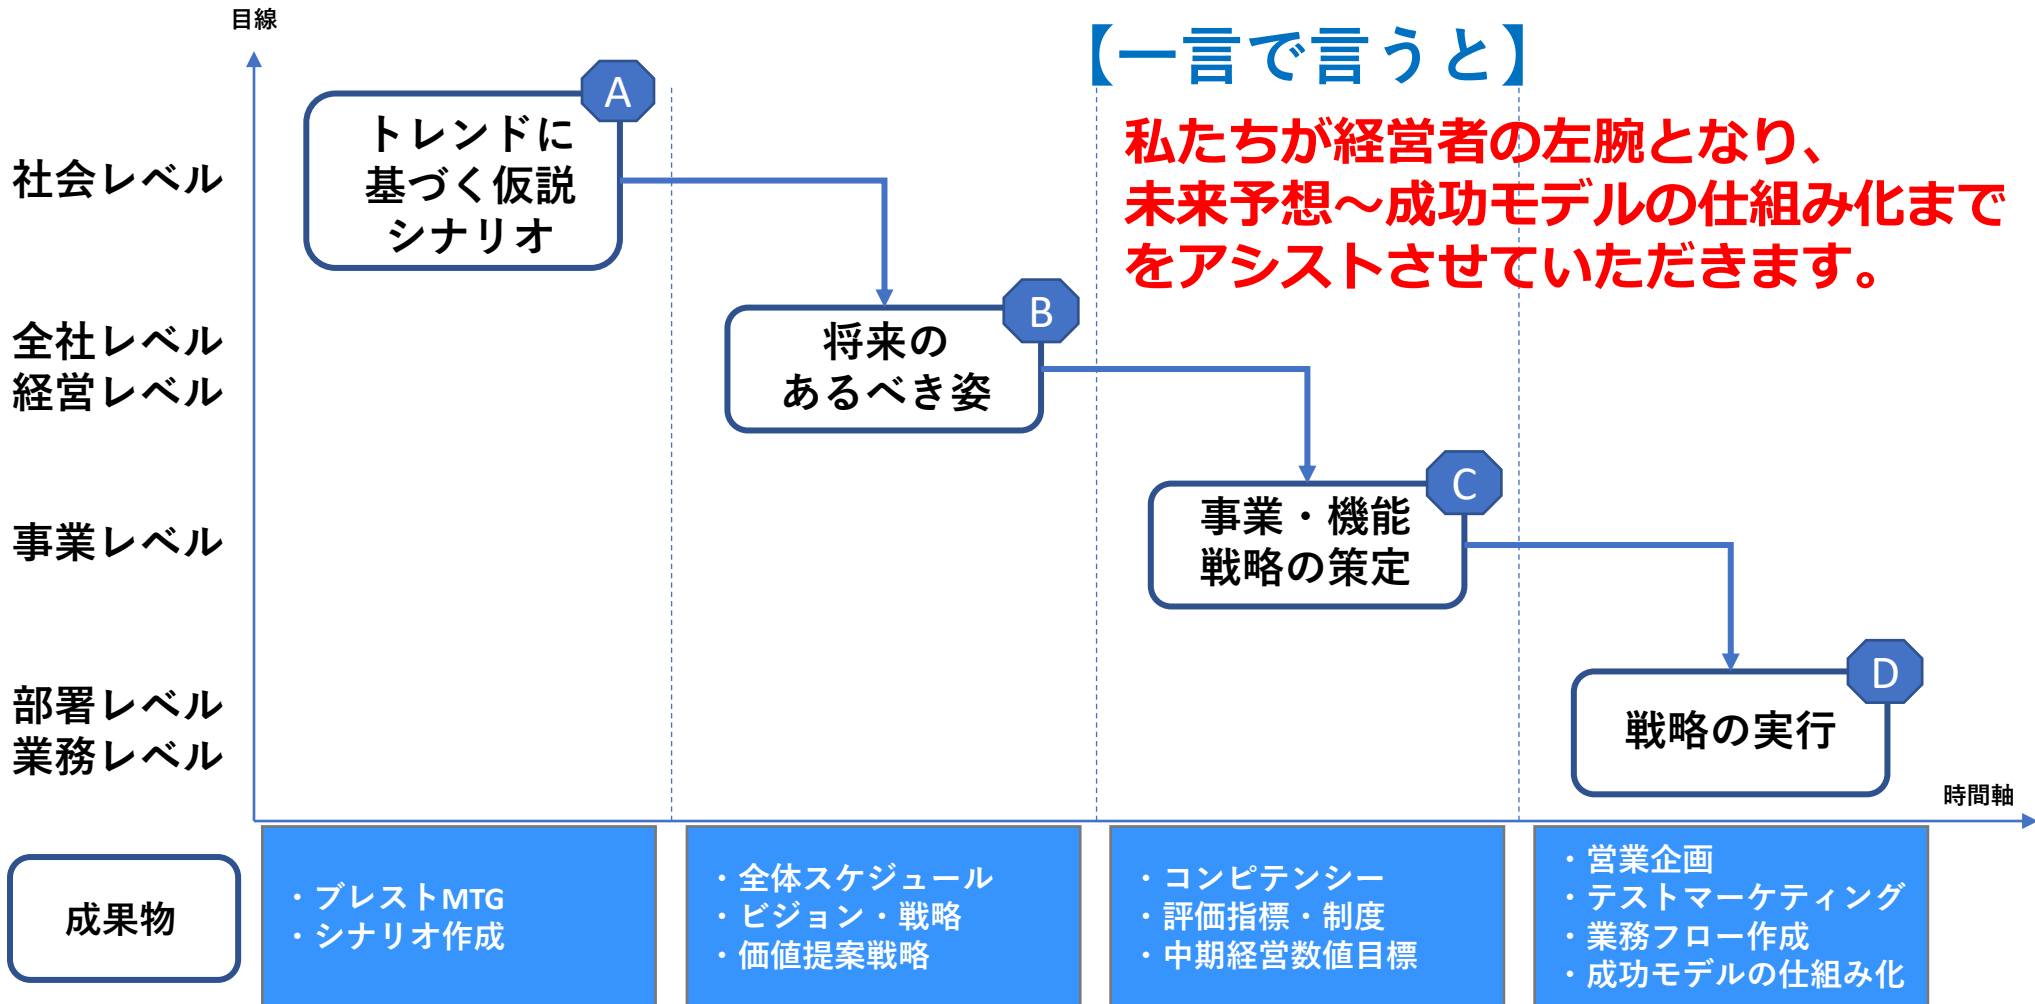 目線
【一言で言うと】
私たちが経営者の左腕となり、
未来予想～成功モデルの仕組み化まで
をアシストさせていただきます。
社会レベル
A
トレンドに
基づく仮説
シナリオ
全社レベル
経営レベル
B
将来の
あるべき姿
事業レベル
C
事業・機能
戦略の策定
部署レベル
業務レベル
D
戦略の実行
時間軸
成果物
・ブレストMTG
・シナリオ作成
・全体スケジュール
・ビジョン・戦略
・価値提案戦略
・コンピテンシー
・評価指標・制度
・中期経営数値目標
・営業企画
・テストマーケティング
・業務フロー作成
・成功モデルの仕組化